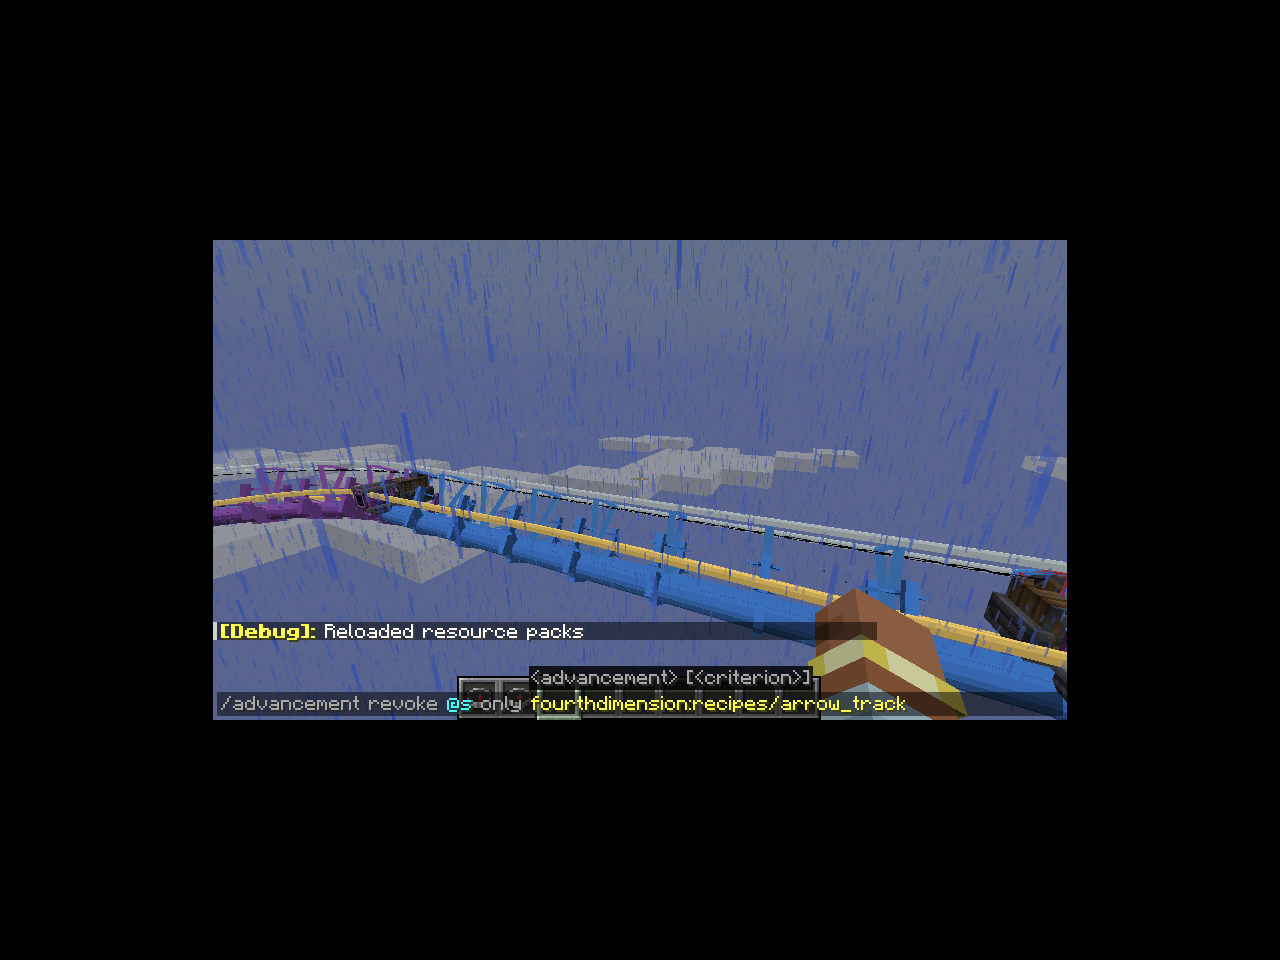 [Debug]: Reloaded resource packs
<advancement> [<criterion>]
/advancement revoke @s only fourthdimension:recipes/arrow_track